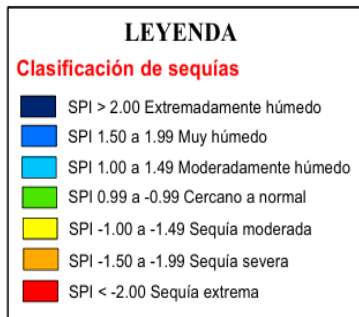 LEYENDA
Clasificación de sequías
SPI > 2.00 Extremadamente húmedo
SPI 1.50 a 1.99 Muy húmedo
SPI 1.00 a 1.49 Moderadamente húmedo
SPI 0.99 a -0.99 Cercano a normal
SPI -1.00 a -1.49 Sequía moderada
SPI -1.50 a -1.99 Sequía severa
SPI < -2.00 Sequía extrema